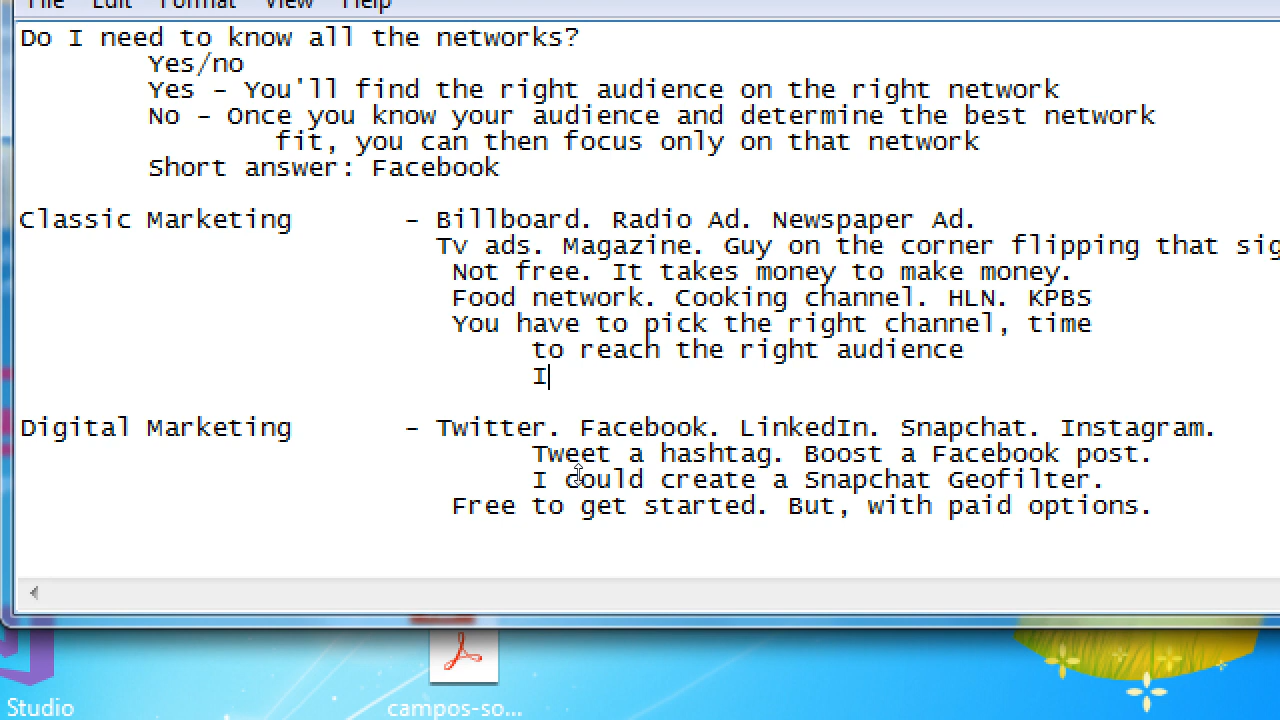 File Edit Format View Help
Do I need to know all the networks?
Yes/no
Yes - You'll find the right audience on the right network
No - Once you know your audience and determine the best network
fit, you can then focus only on that network
Short answer: Facebook
Classic Marketing - Billboard. Radio Ad. Newspaper Ad.
Tv ads. Magazine. Guy on the corner flipping that sig
Not free. It takes money to make money.
Food network. Cooking channel. HLN. KPBS
You have to pick the right channel, time
to reach the right audience
I
Digital Marketing - Twitter. Facebook. LinkedIn. Snapchat. Instagram.
Tweet a hashtag. Boost a Facebook post.
I could create a Snapchat Geofilter.
Free to get started. But, with paid options.
Studio
campos-so...